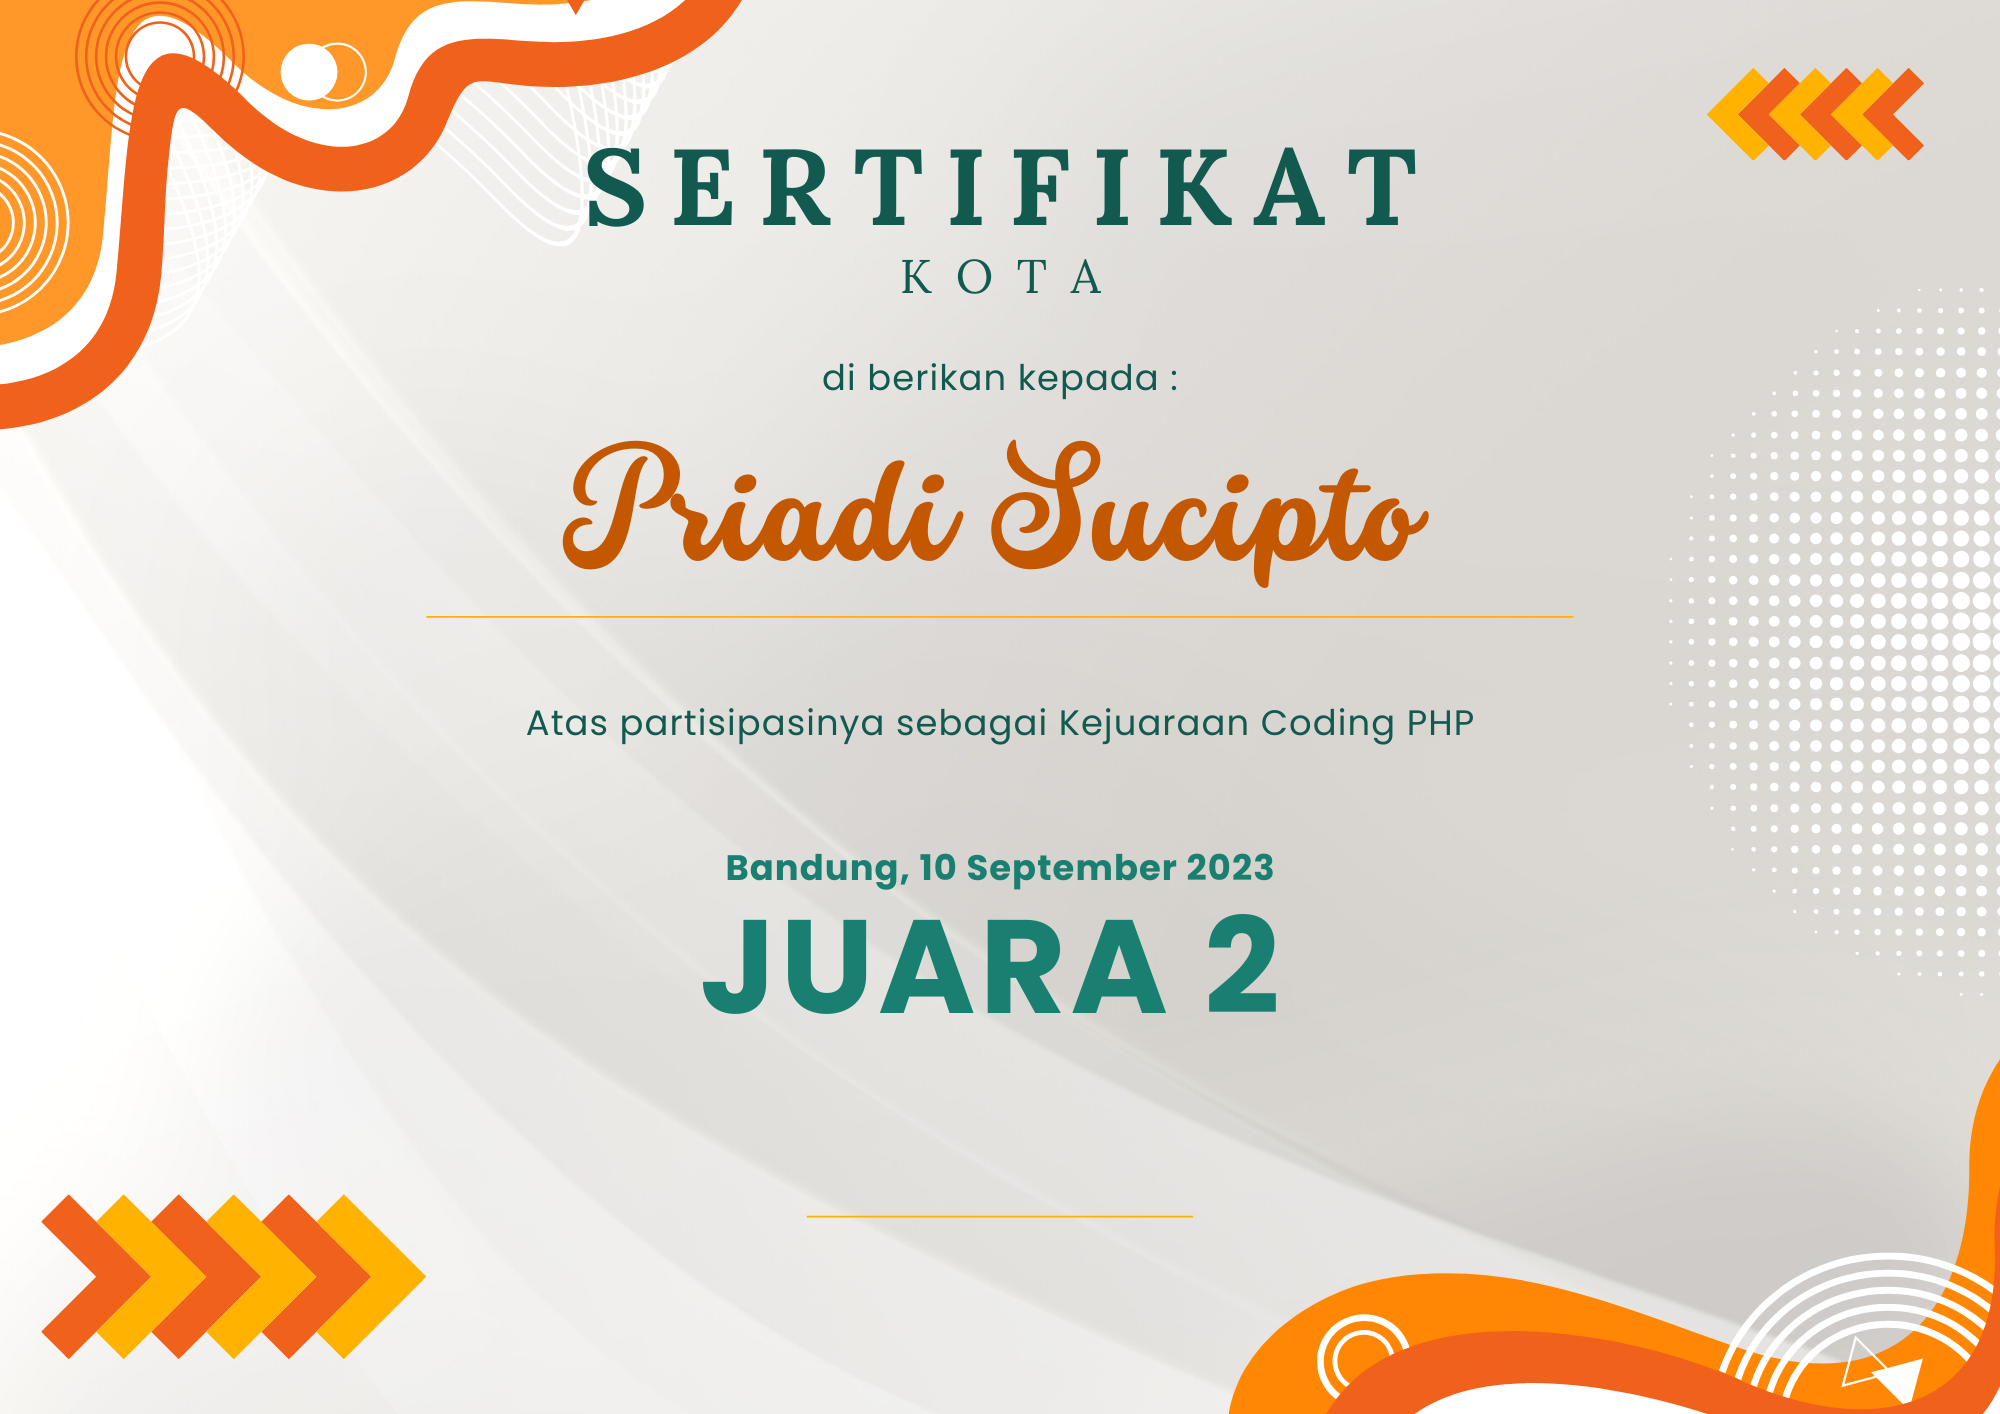 SERTIFIKAT
KOTA
di berikan kepada :
Priadi Sucipto
Atas partisipasinya sebagai Kejuaraan Coding PHP
Bandung, 10 September 2023
JUARA 2